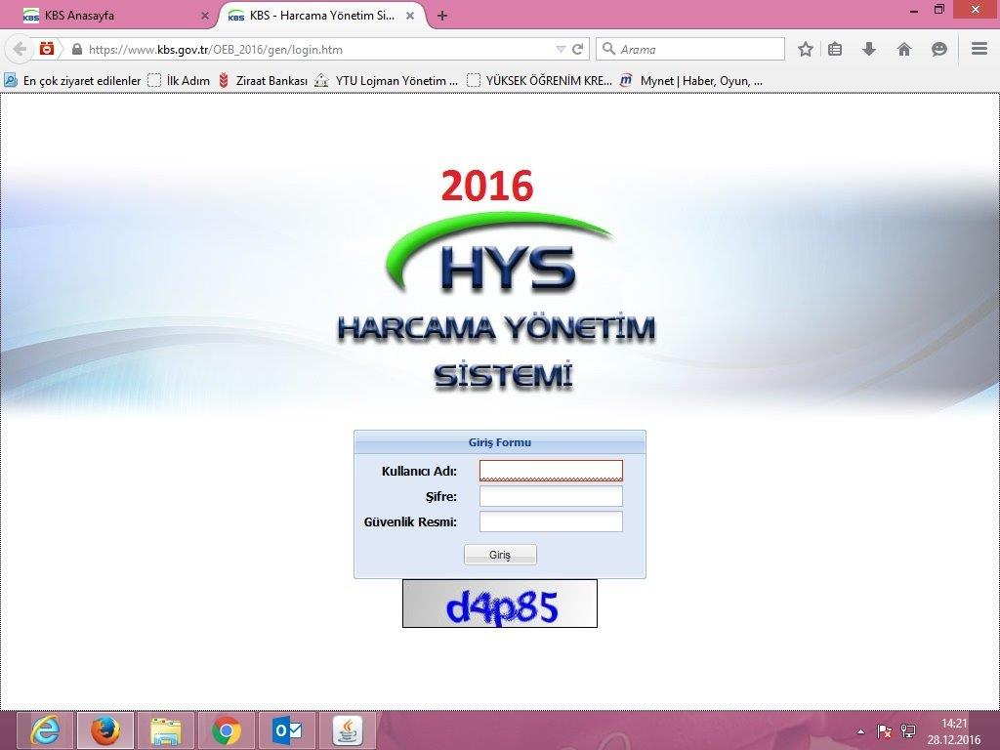 KBS KBS Anasayfa
KBS KBS - Harcama Yönetim Si...
https://www.kbs.gov.tr/OEB_2016/gen/login.htm
Arama
En çok ziyaret edilenler İlk Adım Ziraat Bankası YTU Lojman Yönetim ... YÜKSEK ÖĞRENİM KRE... Mynet | Haber, Oyun, ...
2016
HYS
HARCAMA YÖNETİM
SİSTEMİ
Giriş Formu
Kullanıcı Adı:
Şifre:
Güvenlik Resmi:
Giriş
d4p85
14:21
28.12.2016